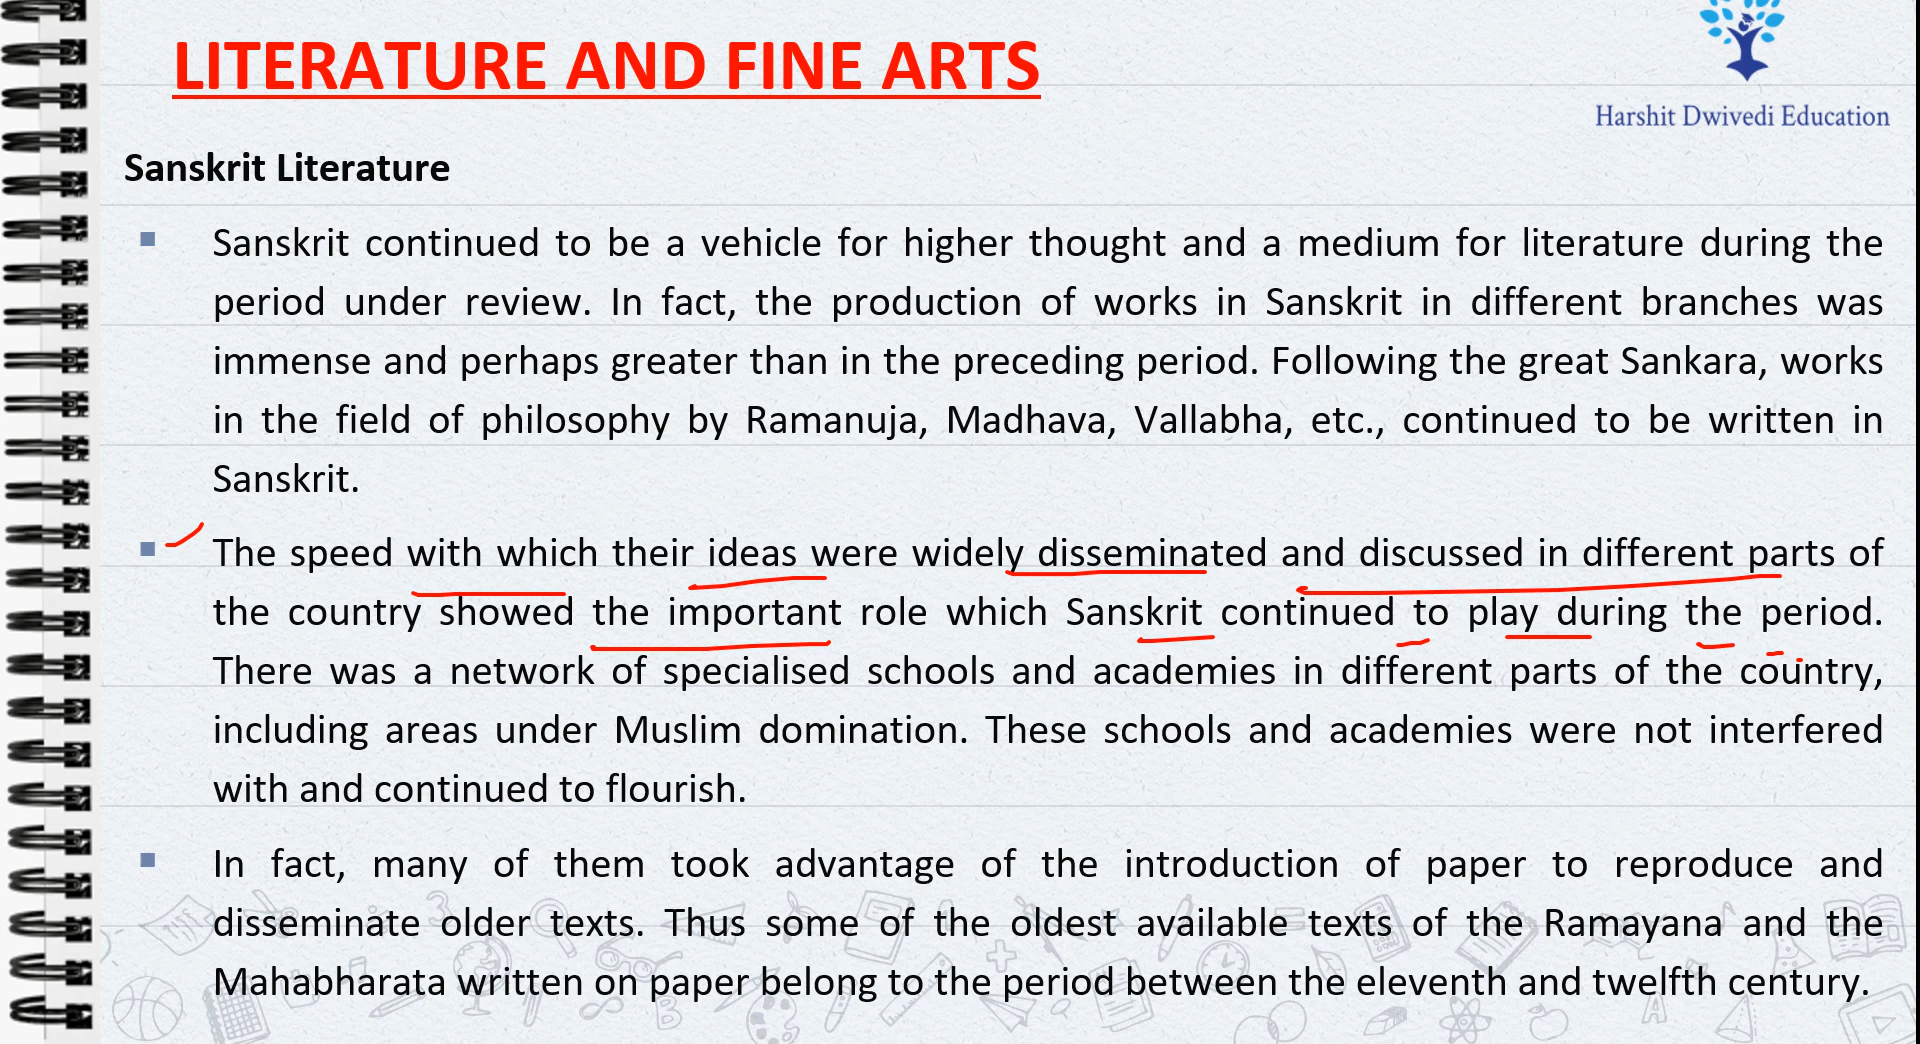 LITERATURE AND FINE ARTS
Harshit Dwivedi Education
Sanskrit Literature
Sanskrit continued to be a vehicle for higher thought and a medium for literature during the
period under review. In fact, the production of works in Sanskrit in different branches was
immense and perhaps greater than in the preceding period. Following the great Sankara, works
in the field of philosophy by Ramanuja, Madhava, Vallabha, etc., continued to be written in
Sanskrit.
The speed with which their ideas were widely disseminated and discussed in different parts of
the country showed the important role which Sanskrit continued to play during the period.
There was a network of specialised schools and academies in different parts of the country,
including areas under Muslim domination. These schools and academies were not interfered
with and continued to flourish.
In fact, many of them took advantage of the introduction of paper to reproduce and
disseminate older texts. Thus some of the oldest available texts of the Ramayana and the
Mahabharata written on paper belong to the period between the eleventh and twelfth century.